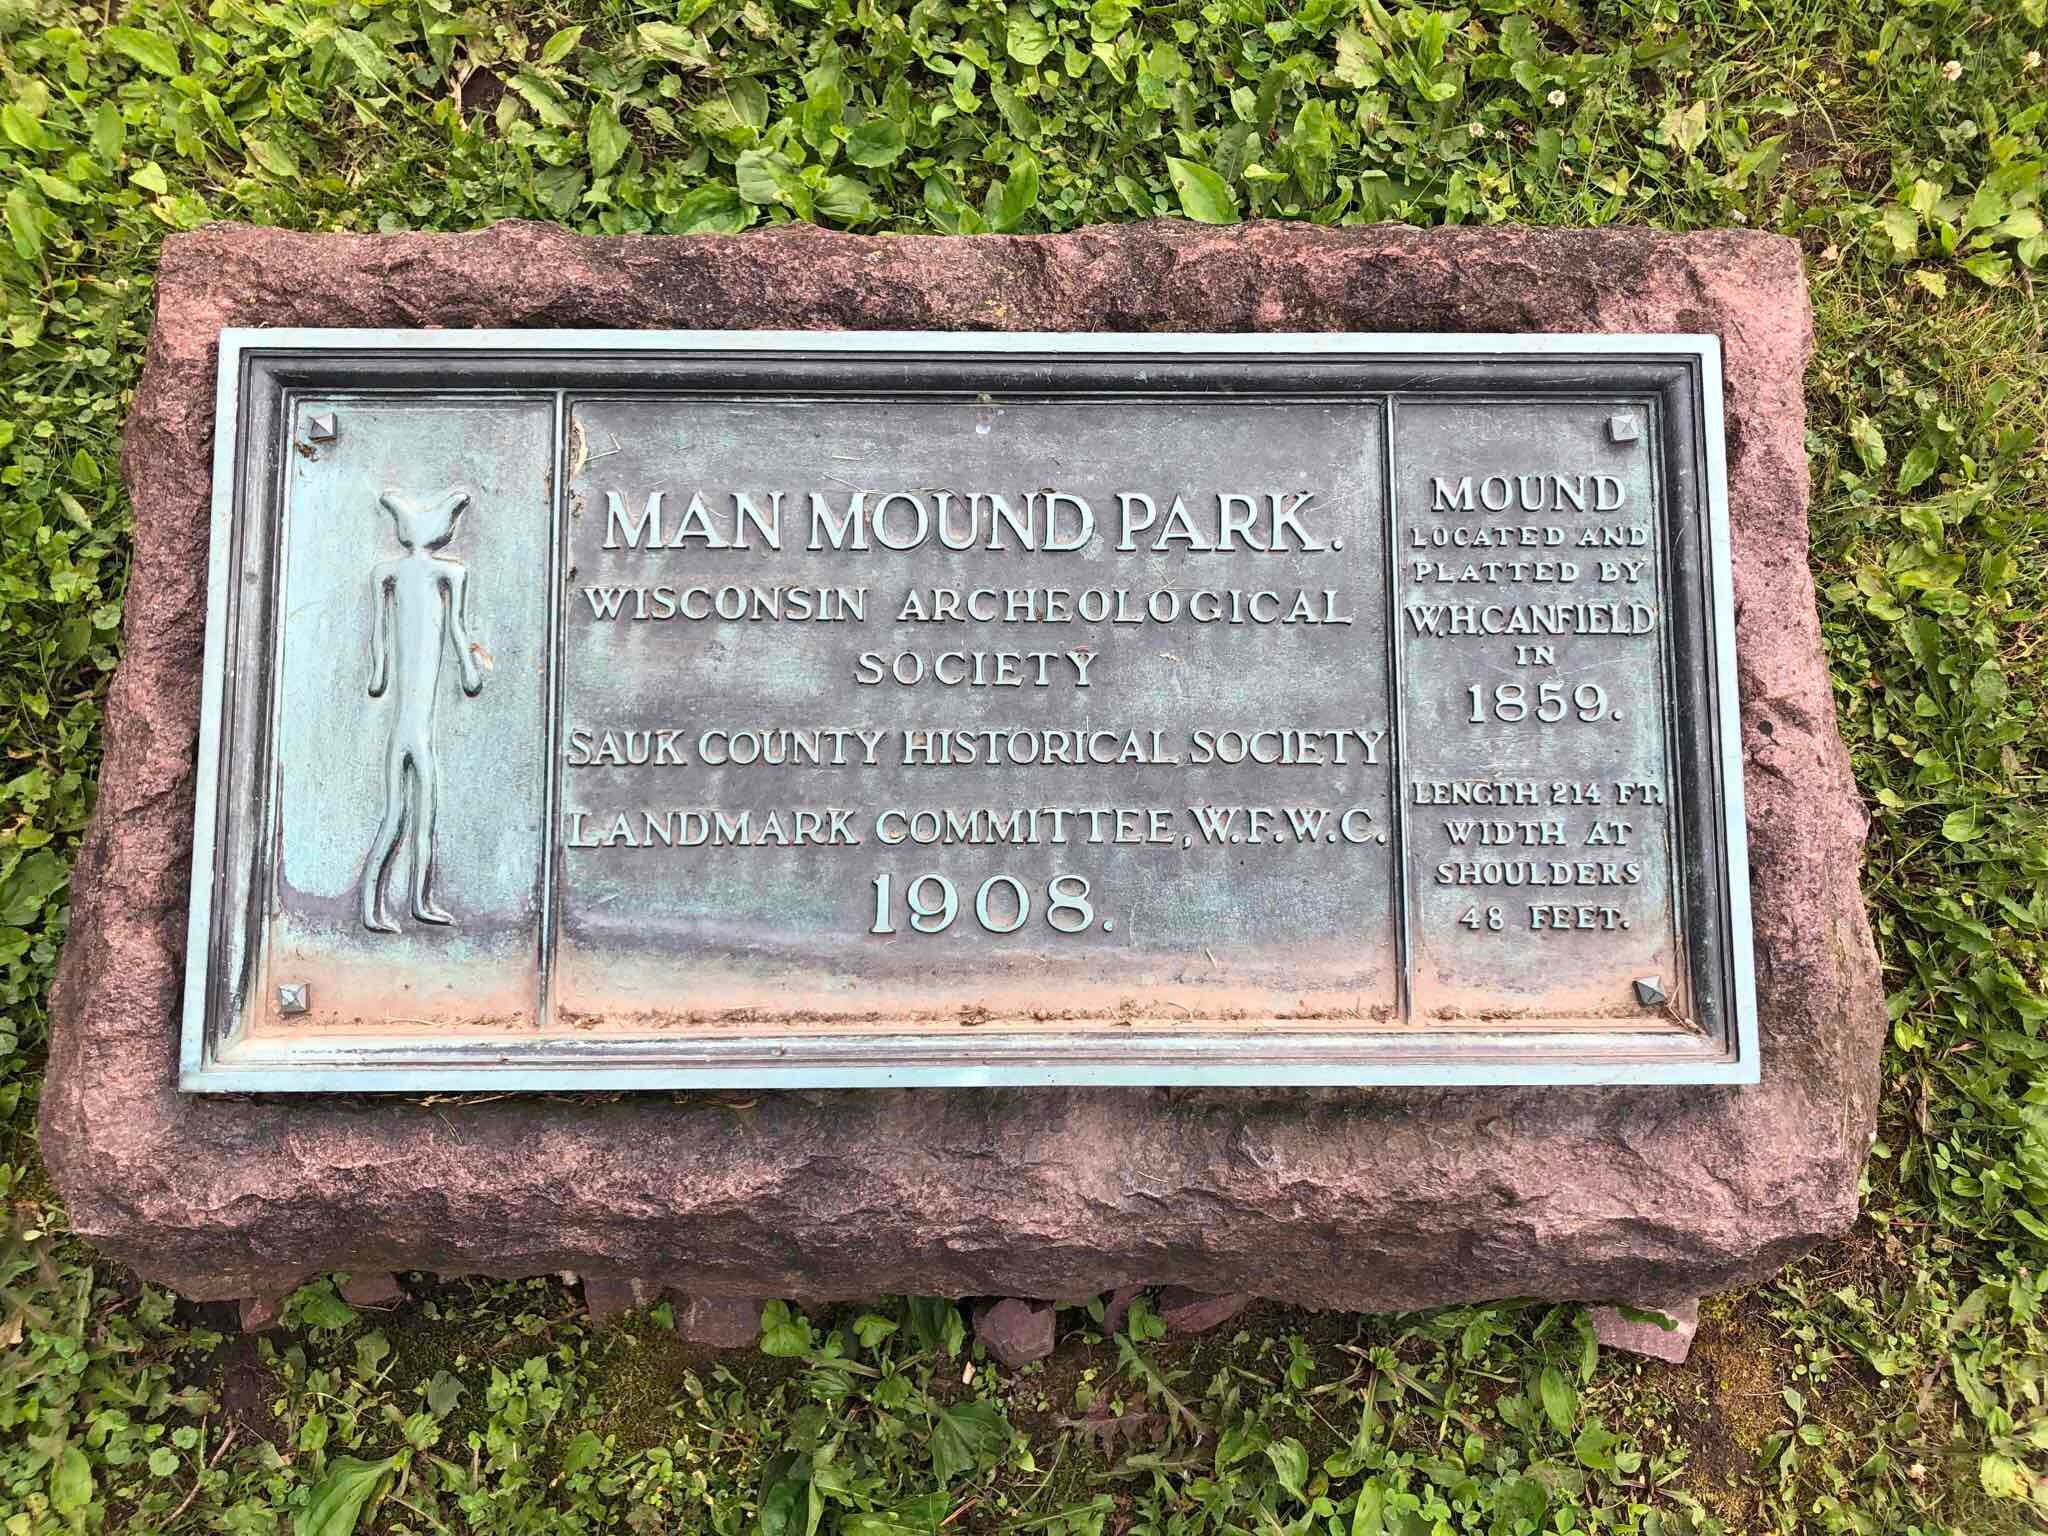 MAN MOUND PARK.
WISCONSIN ARCHEOLOGICAL
SOCIETY
SAUK COUNTY HISTORICAL SOCIETY
LANDMARK COMMITTEE, W.F.W.C.
1908.
MOUND
LOCATED AND
PLATTED BY
W.H.CANFIELD
IN
1859.
LENGTH 214 FT.
WIDTH AT
SHOULDERS
48 FEET.